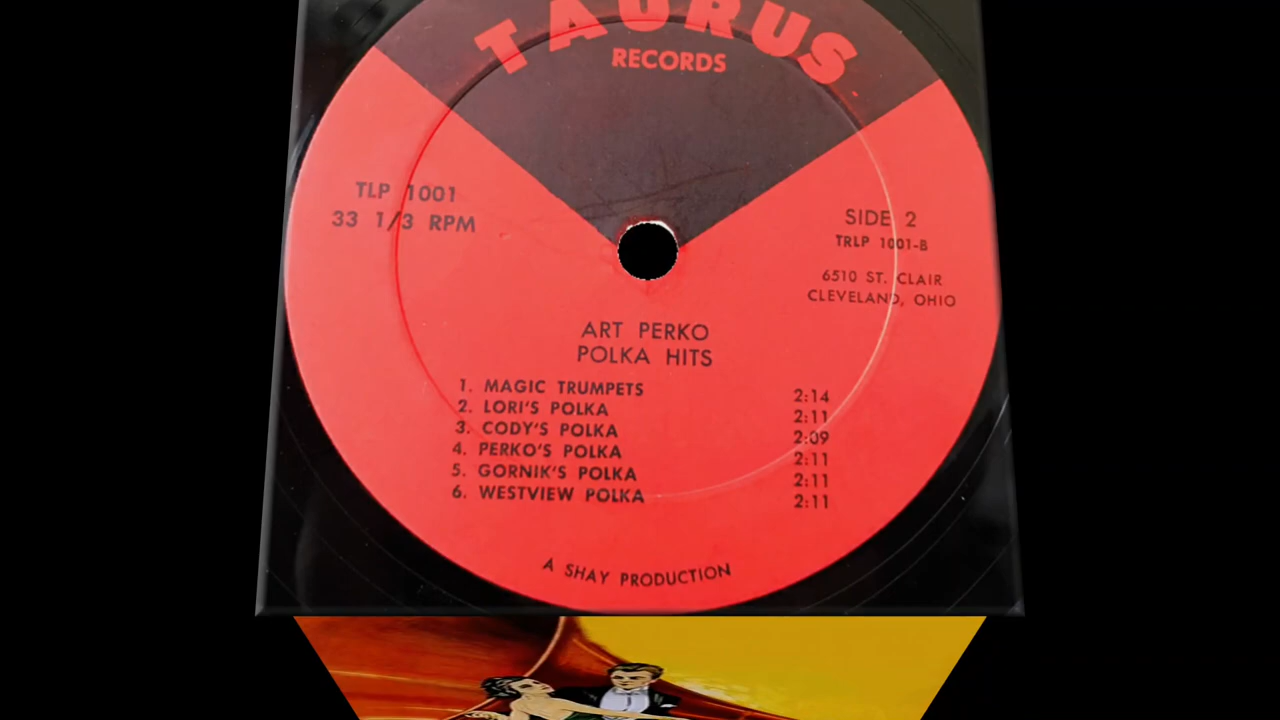 TAURUS
RECORDS
TLP 1001
33 1/3 RPM
SIDE 2
TRLP 1001-B
6510 ST. CLAIR
CLEVELAND, OHIO
ART PERKO
POLKA HITS
1. MAGIC TRUMPETS 2:14
2. LORI'S POLKA 2:11
3. CODY'S POLKA 2:09
4. PERKO'S POLKA 2:11
5. GORNIK'S POLKA 2:11
6. WESTVIEW POLKA 2:11
A SHAY PRODUCTION